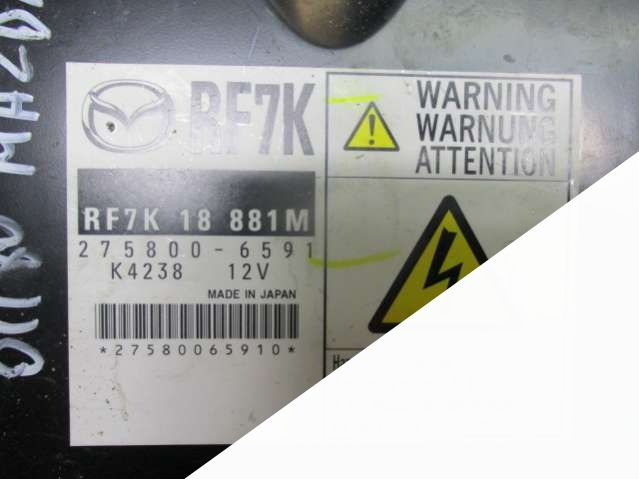 RF7K
RF7K 18 881M
275800-6591
K4238 12V
MADE IN JAPAN
*27580065910*
WARNING
WARNUNG
ATTENTION